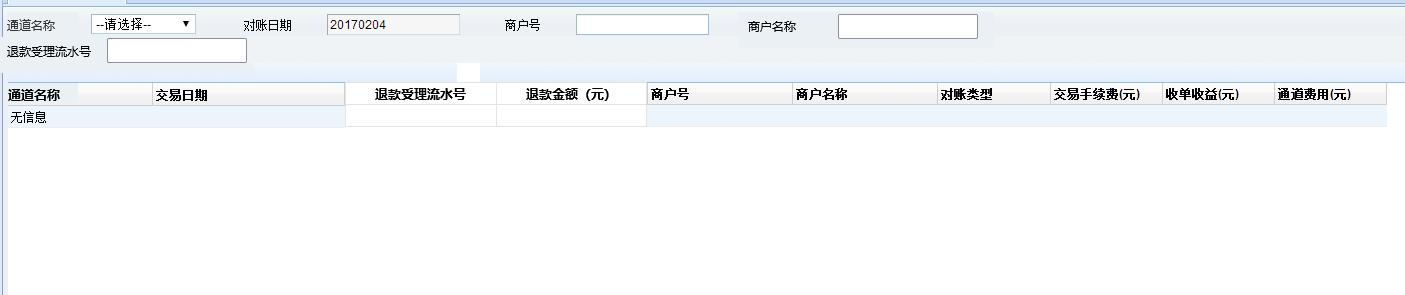 通道名称 --请选择-- 对账日期 20170204 商户号 商户名称
退款受理流水号
通道名称 交易日期 退款受理流水号 退款金额（元） 商户号 商户名称 对账类型 交易手续费(元) 收单收益(元) 通道费用(元)
无信息